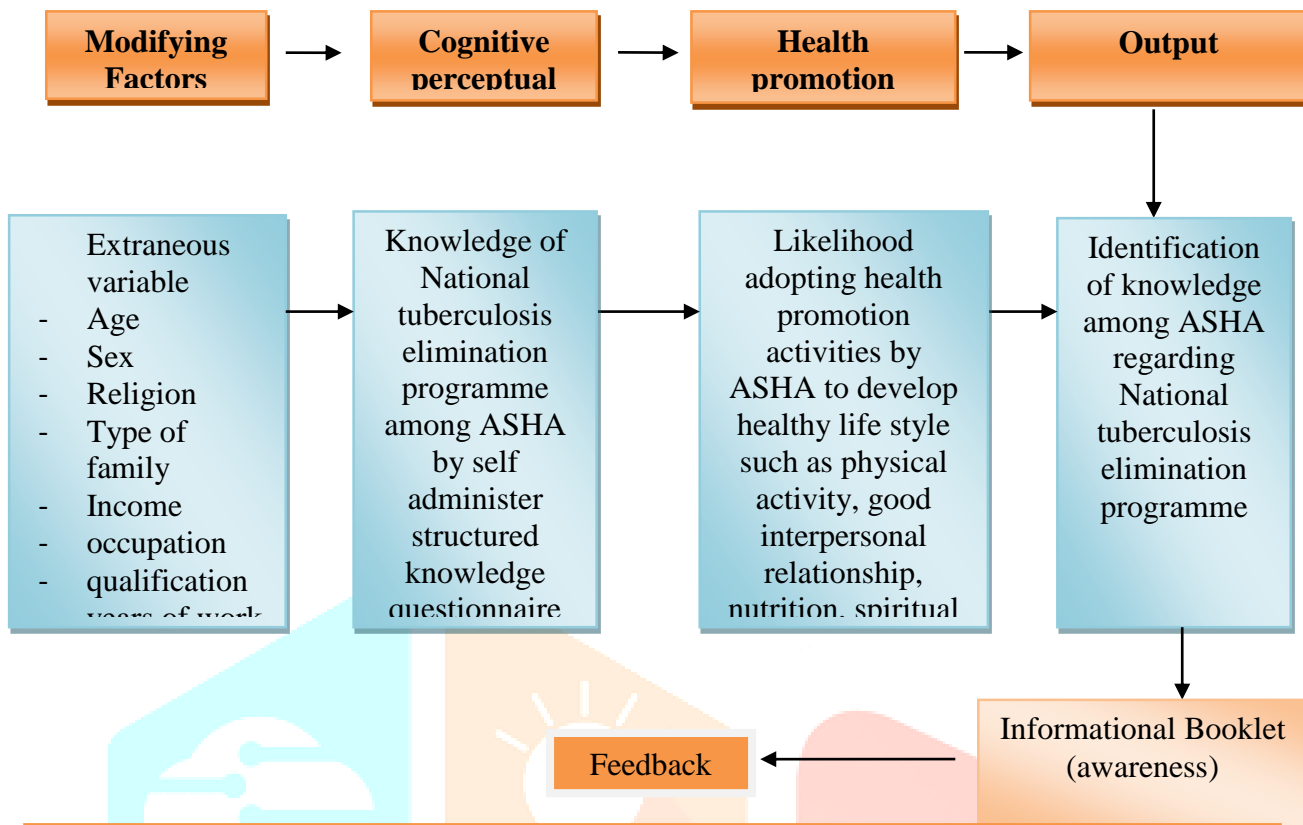 Modifying
Factors
Cognitive
perceptual
Health
promotion
Output
Extraneous
variable
- Age
- Sex
- Religion
- Type of
family
- Income
- occupation
- qualification
years of work
Knowledge of
National
tuberculosis
elimination
programme
among ASHA
by self
administer
structured
knowledge
questionnaire
Likelihood
adopting health
promotion
activities by
ASHA to develop
healthy life style
such as physical
activity, good
interpersonal
relationship,
nutrition, spiritual
Identification
of knowledge
among ASHA
regarding
National
tuberculosis
elimination
programme
Informational Booklet
(awareness)
Feedback